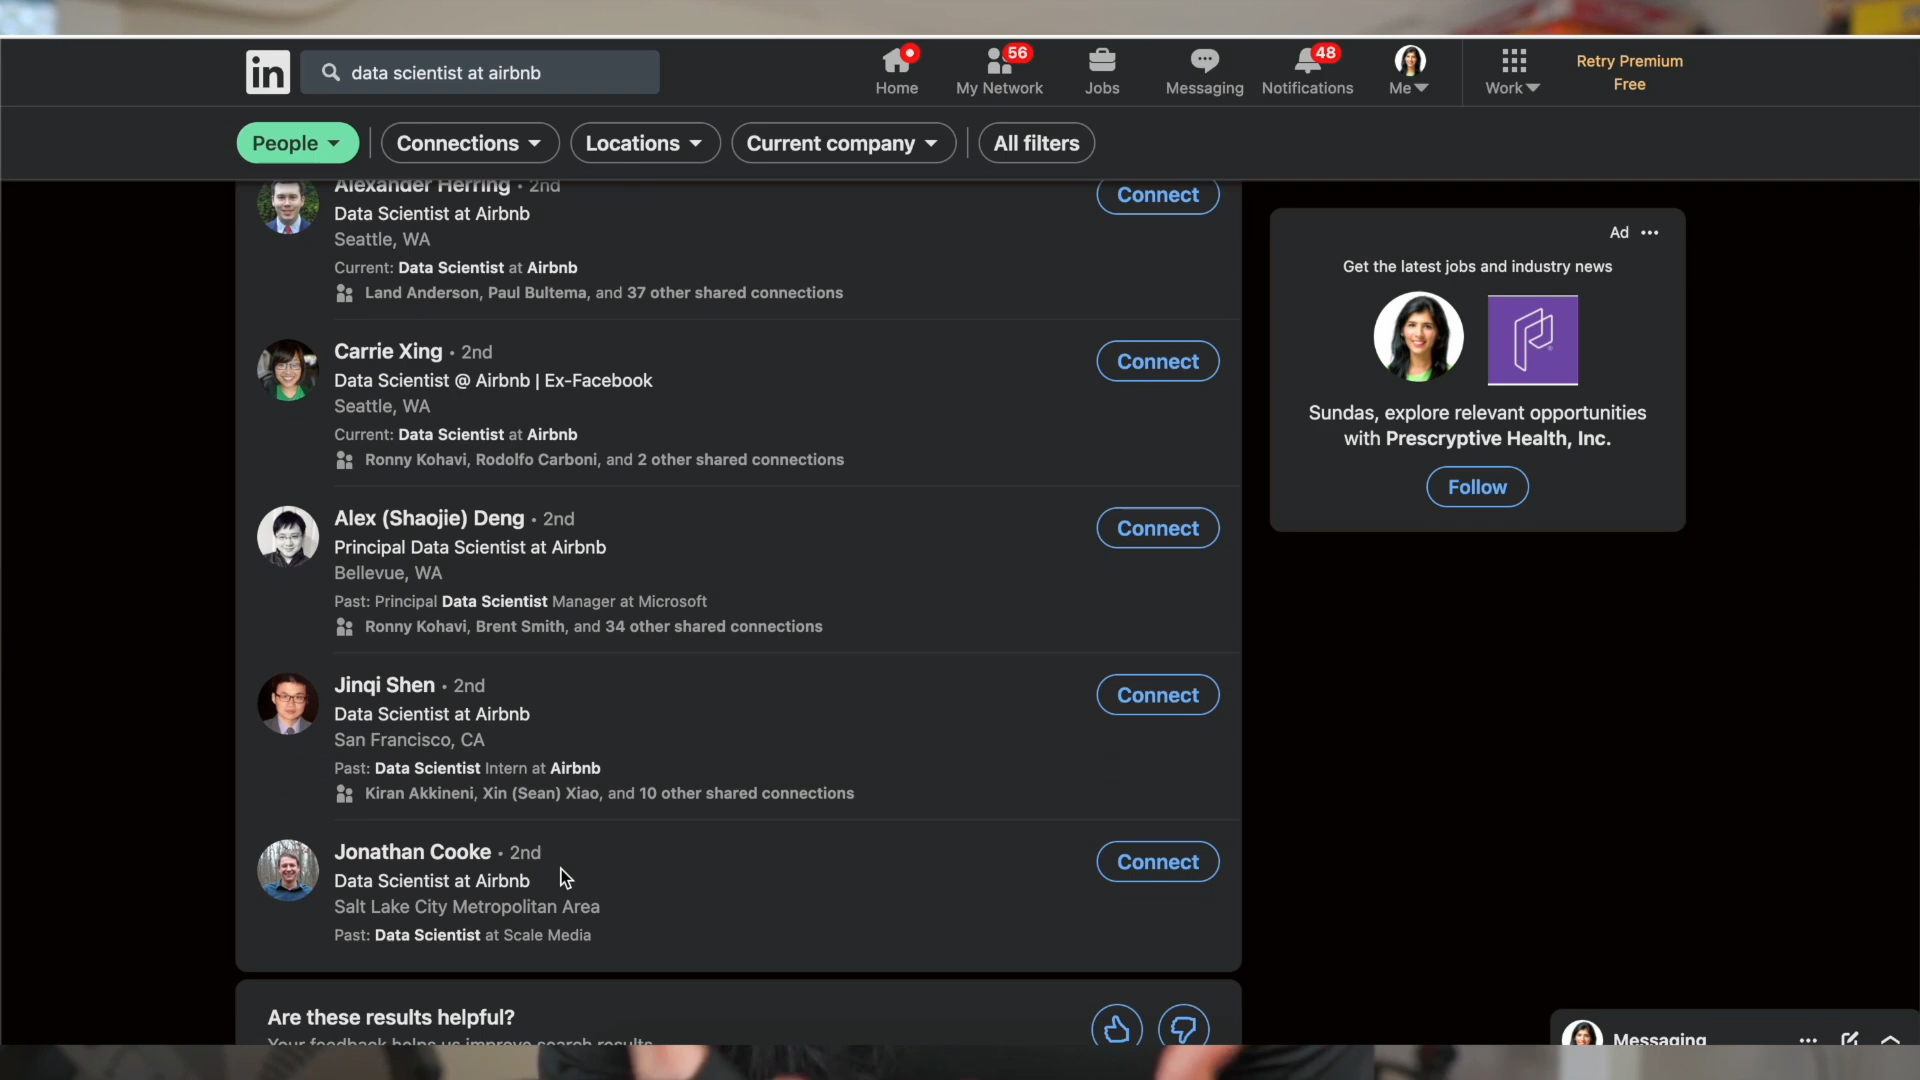 in
data scientist at airbnb
Home
56
My Network
Jobs
Messaging
48
Notifications
Me
Work
Retry Premium
Free
People
Connections
Locations
Current company
All filters
Alexander Herring • 2nd
Connect
Data Scientist at Airbnb
Seattle, WA
Current: Data Scientist at Airbnb
Land Anderson, Paul Bultema, and 37 other shared connections
Carrie Xing • 2nd
Connect
Data Scientist @ Airbnb | Ex-Facebook
Seattle, WA
Current: Data Scientist at Airbnb
Ronny Kohavi, Rodolfo Carboni, and 2 other shared connections
Alex (Shaojie) Deng • 2nd
Connect
Principal Data Scientist at Airbnb
Bellevue, WA
Past: Principal Data Scientist Manager at Microsoft
Ronny Kohavi, Brent Smith, and 34 other shared connections
Jinqi Shen • 2nd
Connect
Data Scientist at Airbnb
San Francisco, CA
Past: Data Scientist Intern at Airbnb
Kiran Akkineni, Xin (Sean) Xiao, and 10 other shared connections
Jonathan Cooke • 2nd
Connect
Data Scientist at Airbnb
Salt Lake City Metropolitan Area
Past: Data Scientist at Scale Media
Are these results helpful?
Your feedback helps us improve search results
Ad
Get the latest jobs and industry news
Sundas, explore relevant opportunities
with Prescryptive Health, Inc.
Follow
Messaging